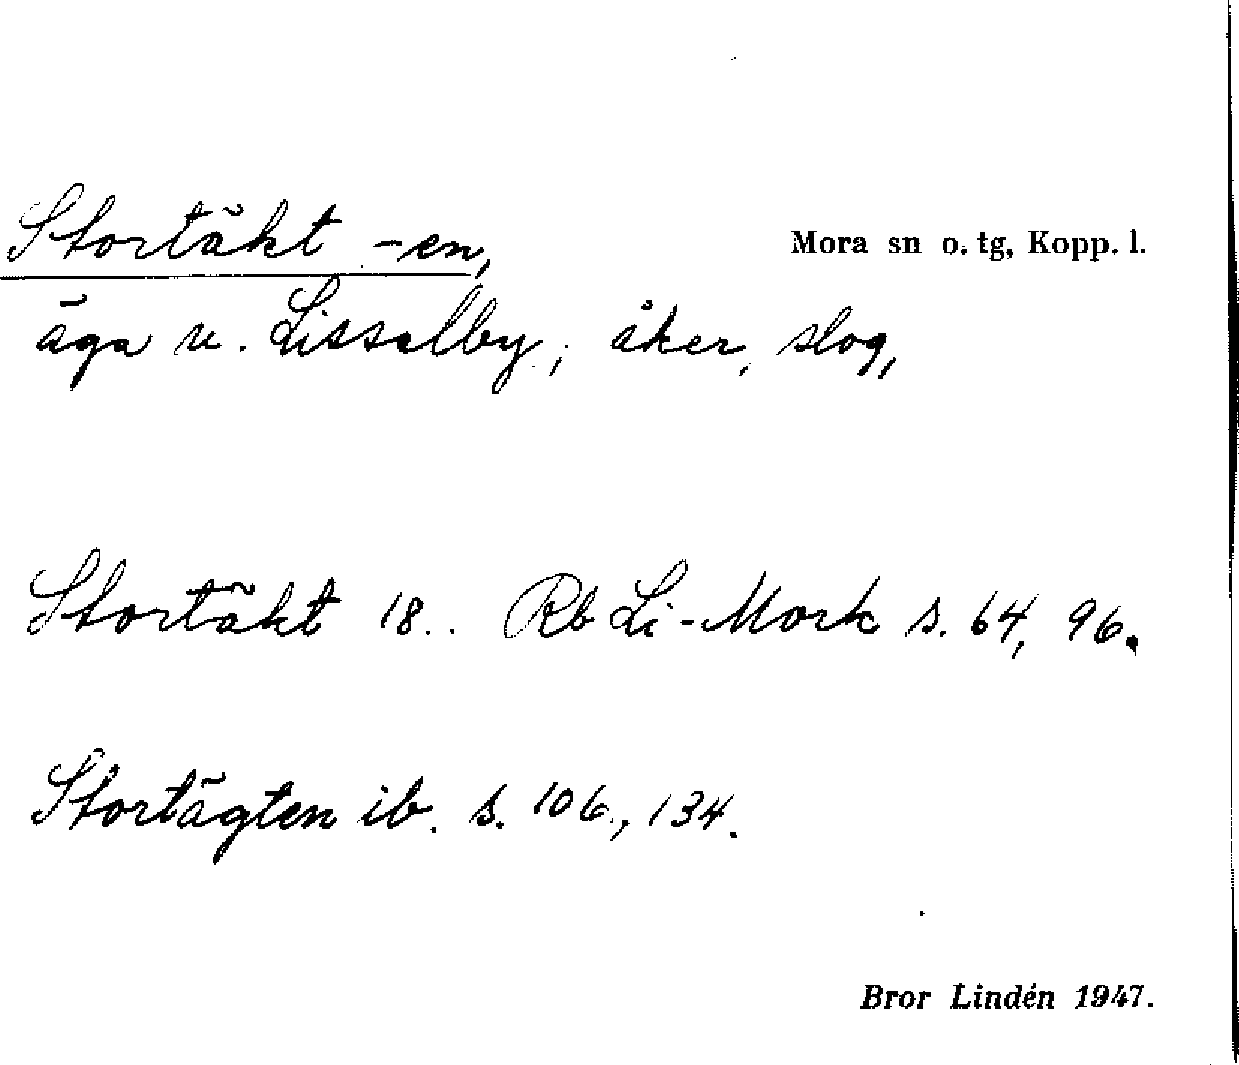 Stortäkt -en,
Mora sn o. tg, Kopp. l.
äga v. Lisselby; åker, slog,
Stortäkt 18.. Rb Li-Mork s. 64, 96.
Stortägten ib. s. 106, 134.
Bror Lindén 1947.